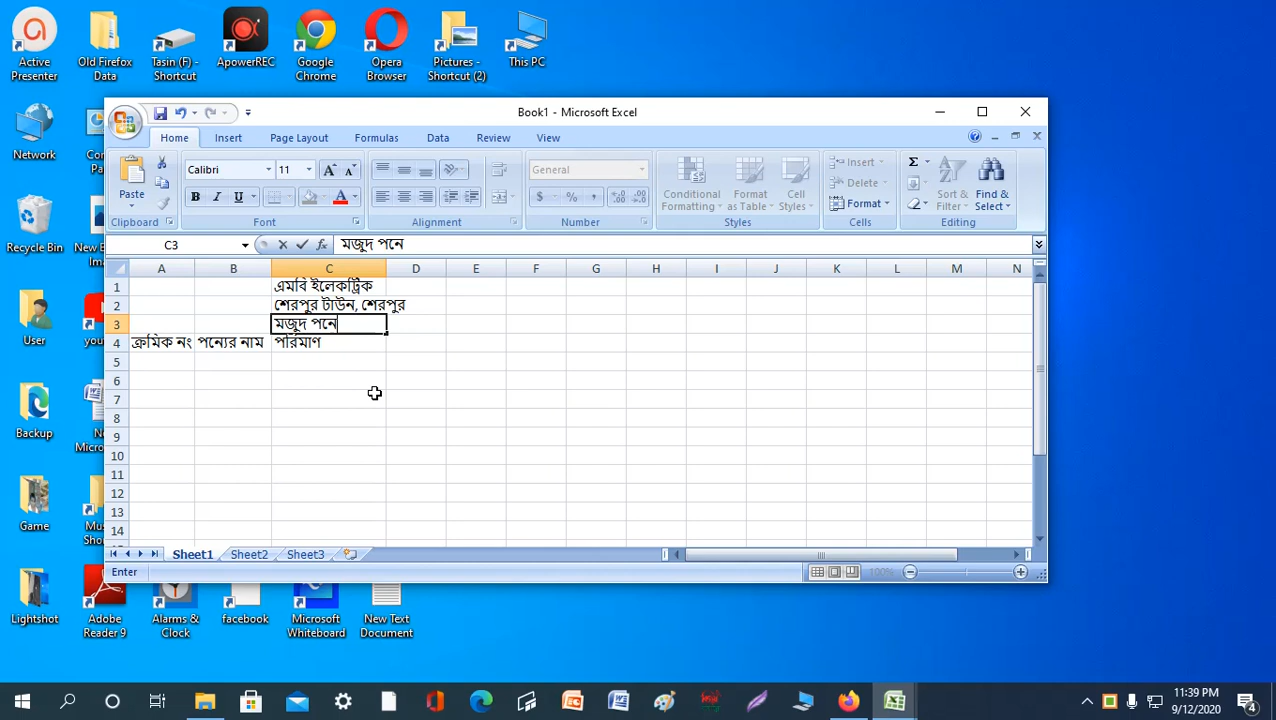 Active Presenter
Old Firefox Data
Tasin (F) - Shortcut
ApowerREC
Google Chrome
Opera Browser
Pictures - Shortcut (2)
This PC
Network
Recycle Bin
User
Backup
Game
Lightshot
Adobe Reader 9
Alarms & Clock
facebook
Microsoft Whiteboard
New Text Document
Book1 - Microsoft Excel
Home Insert Page Layout Formulas Data Review View
Paste
Calibri 11
General
Conditional Formatting
Format as Table
Cell Styles
Insert
Delete
Format
Sort & Filter
Find & Select
B I U
$ % ,
Clipboard Font Alignment Number Styles Cells Editing
C3 মজুদ পনে
A B C D E F G H I J K L M N
1 এমবি ইলেকট্রিক
2 শেরপুর টাউন, শেরপুর
3 মজুদ পনে
4 ক্রমিক নং পন্যের নাম পরিমাণ
5
6
7
8
9
10
11
12
13
14
Sheet1 Sheet2 Sheet3
Enter 100%
11:39 PM
9/12/2020
4